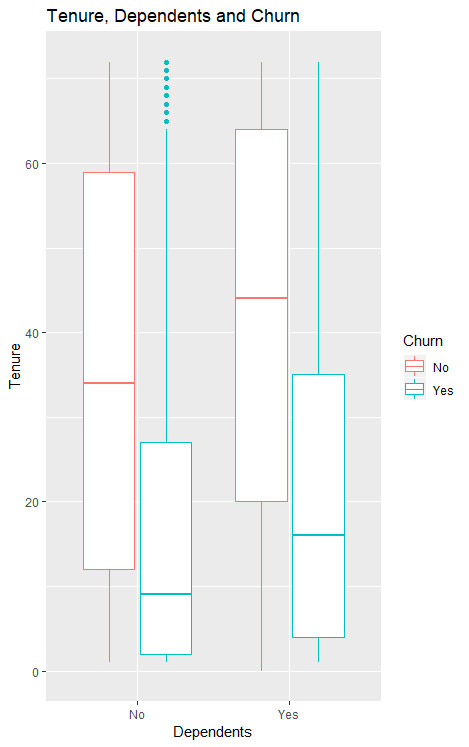 Tenure, Dependents and Churn
60
40
20
0
Tenure
No
Yes
Dependents
Churn
No
Yes